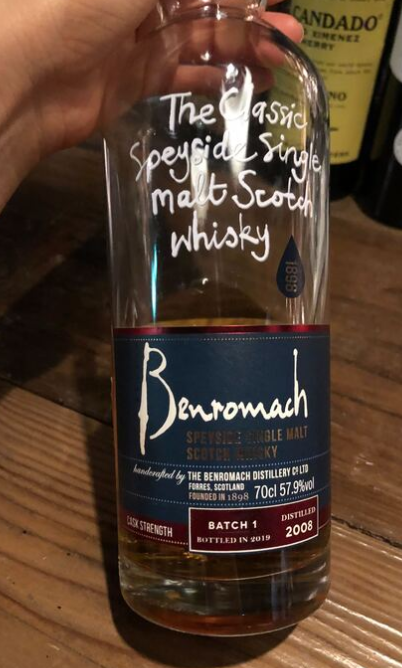 CANDADO
XIMENEZ
The Classic
Speyside Single
malt Scotch
whisky
1898
Benromach
SPEYSIDE SINGLE MALT
SCOTCH WHISKY
handcrafted by THE BENROMACH DISTILLERY Cº LTD
FORRES, SCOTLAND
FOUNDED IN 1898 70cl 57.9%vol
CASK STRENGTH
BATCH 1
BOTTLED IN 2019
DISTILLED
2008